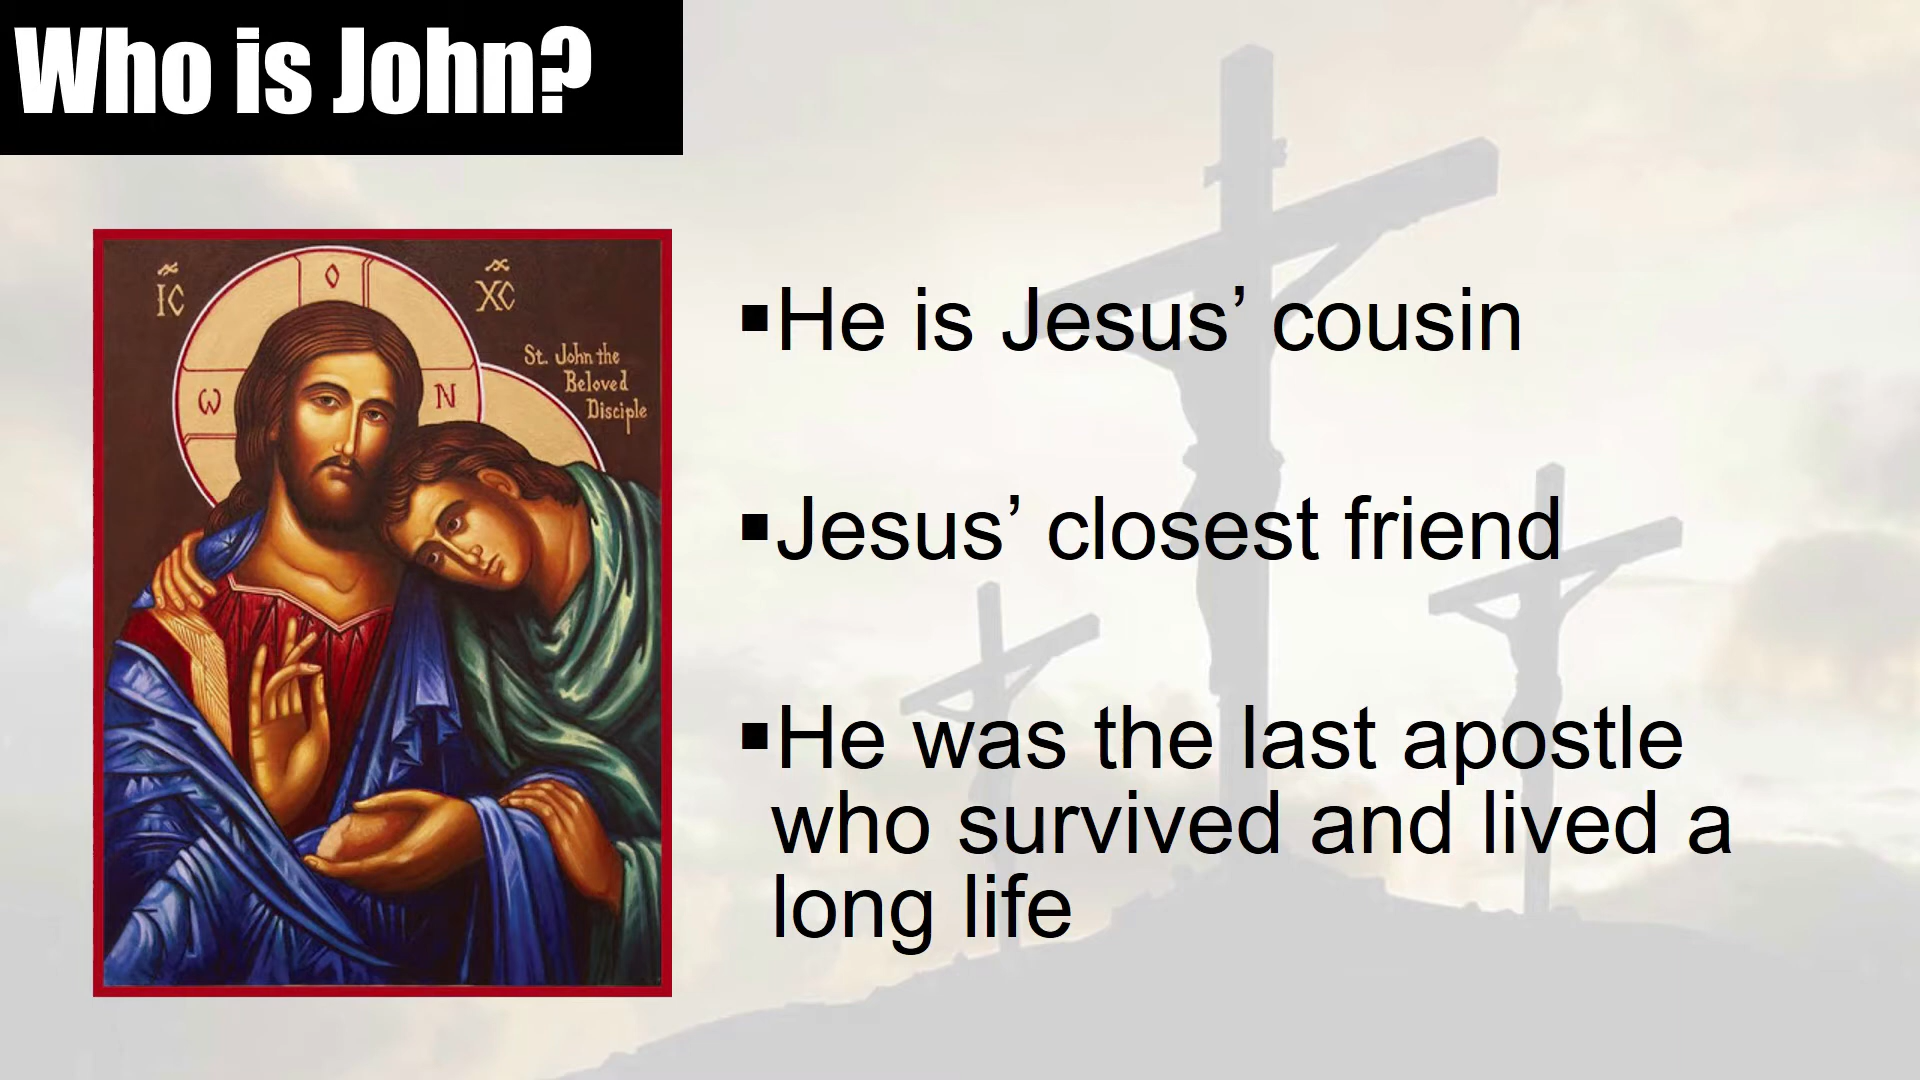 Who is John?
IC
XC
St. John the
Beloved
Disciple
ω
Ο
Ν
▪He is Jesus’ cousin
▪Jesus’ closest friend
▪He was the last apostle
who survived and lived a
long life